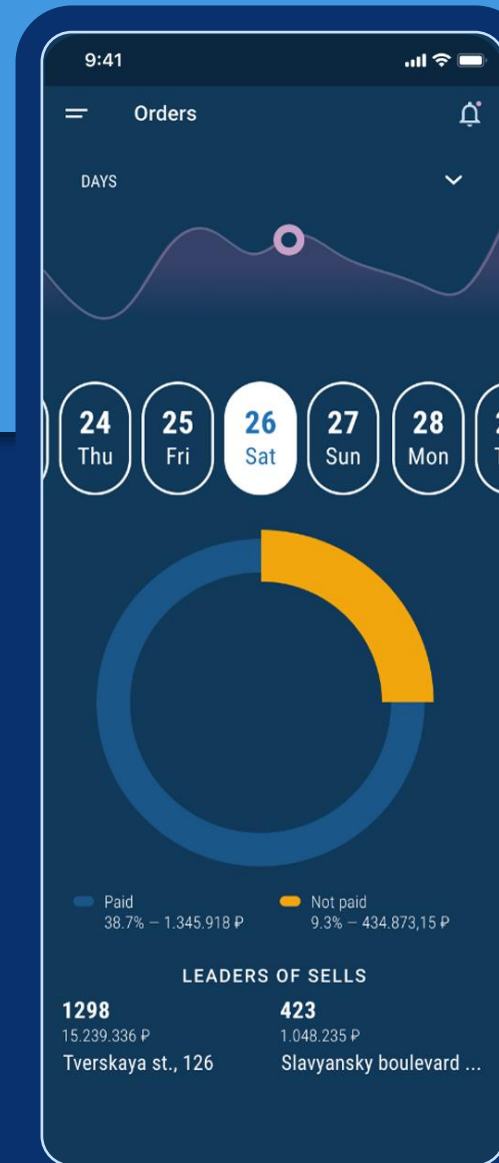 9:41
Orders
DAYS
24 25 26 27 28
Thu Fri Sat Sun Mon
Paid Not paid
38.7% — 1.345.918 ₽ 9.3% — 434.873,15 ₽
LEADERS OF SELLS
1298 423
15.239.336 ₽ 1.048.235 ₽
Tverskaya st., 126 Slavyansky boulevard ...